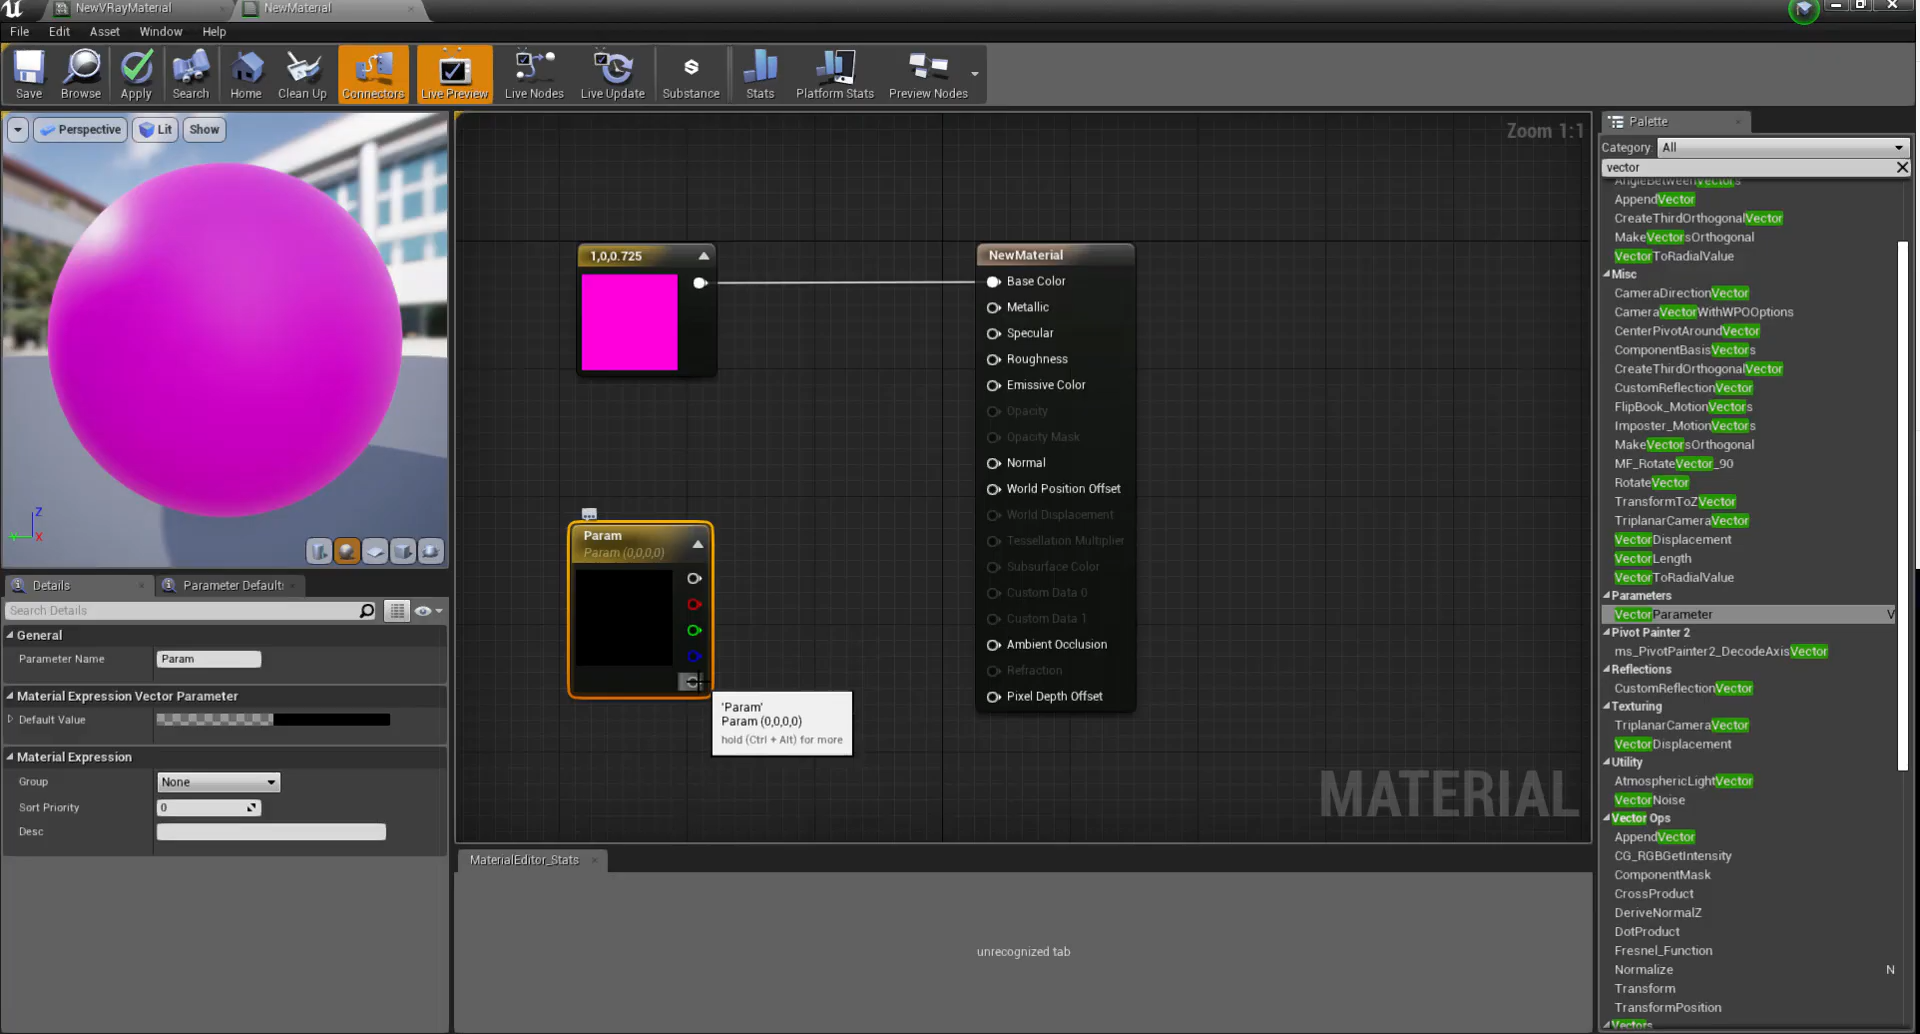 NewVRayMaterial
NewMaterial
File Edit Asset Window Help
Save
Browse
Apply
Search
Home
Clean Up
Connectors
Live Preview
Live Nodes
Live Update
Substance
Stats
Platform Stats
Preview Nodes
Perspective
Lit
Show
Z
X
Details
Parameter Default
Search Details
General
Parameter Name Param
Material Expression Vector Parameter
Default Value
Material Expression
Group None
Sort Priority 0
Desc
Zoom 1:1
1,0,0.725
NewMaterial
Base Color
Metallic
Specular
Roughness
Emissive Color
Opacity
Opacity Mask
Normal
World Position Offset
World Displacement
Tessellation Multiplier
Subsurface Color
Custom Data 0
Custom Data 1
Ambient Occlusion
Refraction
Pixel Depth Offset
Param
Param (0,0,0,0)
'Param'
Param (0,0,0,0)
hold (Ctrl + Alt) for more
MATERIAL
MaterialEditor_Stats
unrecognized tab
Palette
Category: All
vector
AngleBetweenVectors
AppendVector
CreateThirdOrthogonalVector
MakeVectorsOrthogonal
VectorToRadialValue
Misc
CameraDirectionVector
CameraVectorWithWPOOptions
CenterPivotAroundVector
ComponentBasisVectors
CreateThirdOrthogonalVector
CustomReflectionVector
FlipBook_MotionVectors
Imposter_MotionVectors
MakeVectorsOrthogonal
MF_RotateVector_90
RotateVector
TransformToZVector
TriplanarCameraVector
VectorDisplacement
VectorLength
VectorToRadialValue
Parameters
VectorParameter V
Pivot Painter 2
ms_PivotPainter2_DecodeAxisVector
Reflections
CustomReflectionVector
Texturing
TriplanarCameraVector
VectorDisplacement
Utility
AtmosphericLightVector
VectorNoise
Vector Ops
AppendVector
CG_RGBGetIntensity
ComponentMask
CrossProduct
DeriveNormalZ
DotProduct
Fresnel_Function
Normalize N
Transform
TransformPosition
Vectors